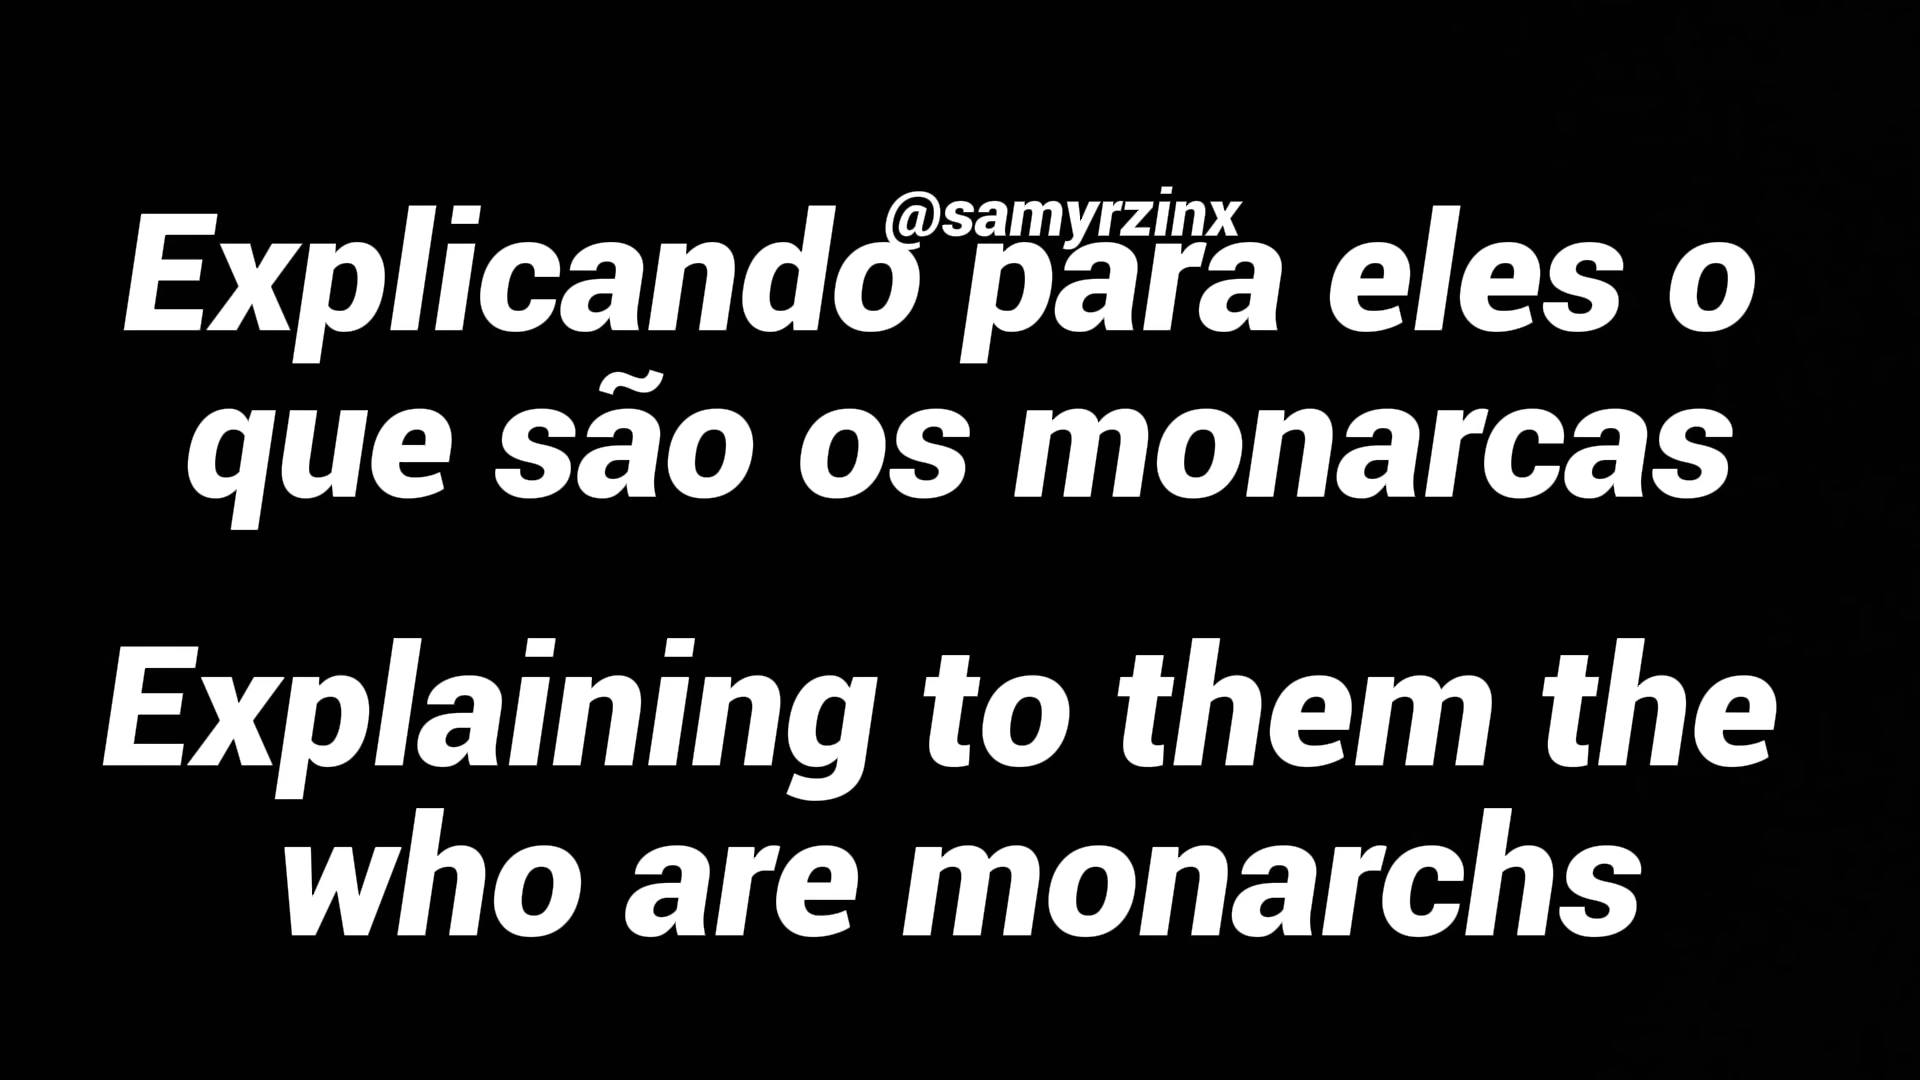 @samyrzinx
Explicando para eles o
que são os monarcas
Explaining to them the
who are monarchs